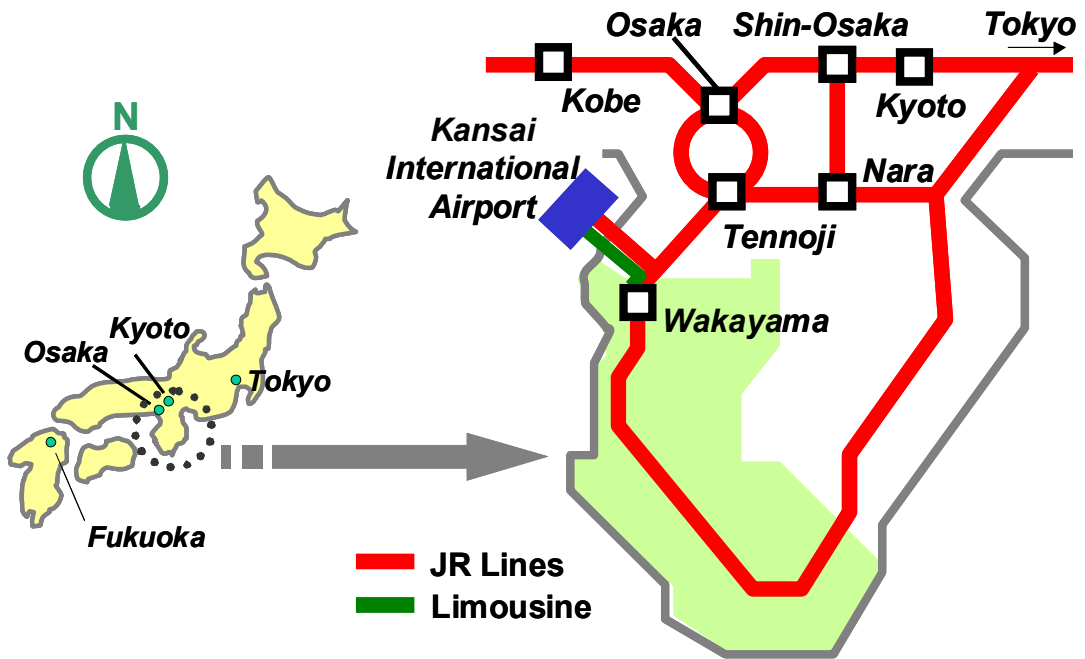 Osaka
Shin-Osaka
Tokyo
Kobe
Kyoto
Kansai
International
Airport
Nara
Tennoji
Wakayama
N
Kyoto
Osaka
Tokyo
Fukuoka
JR Lines
Limousine